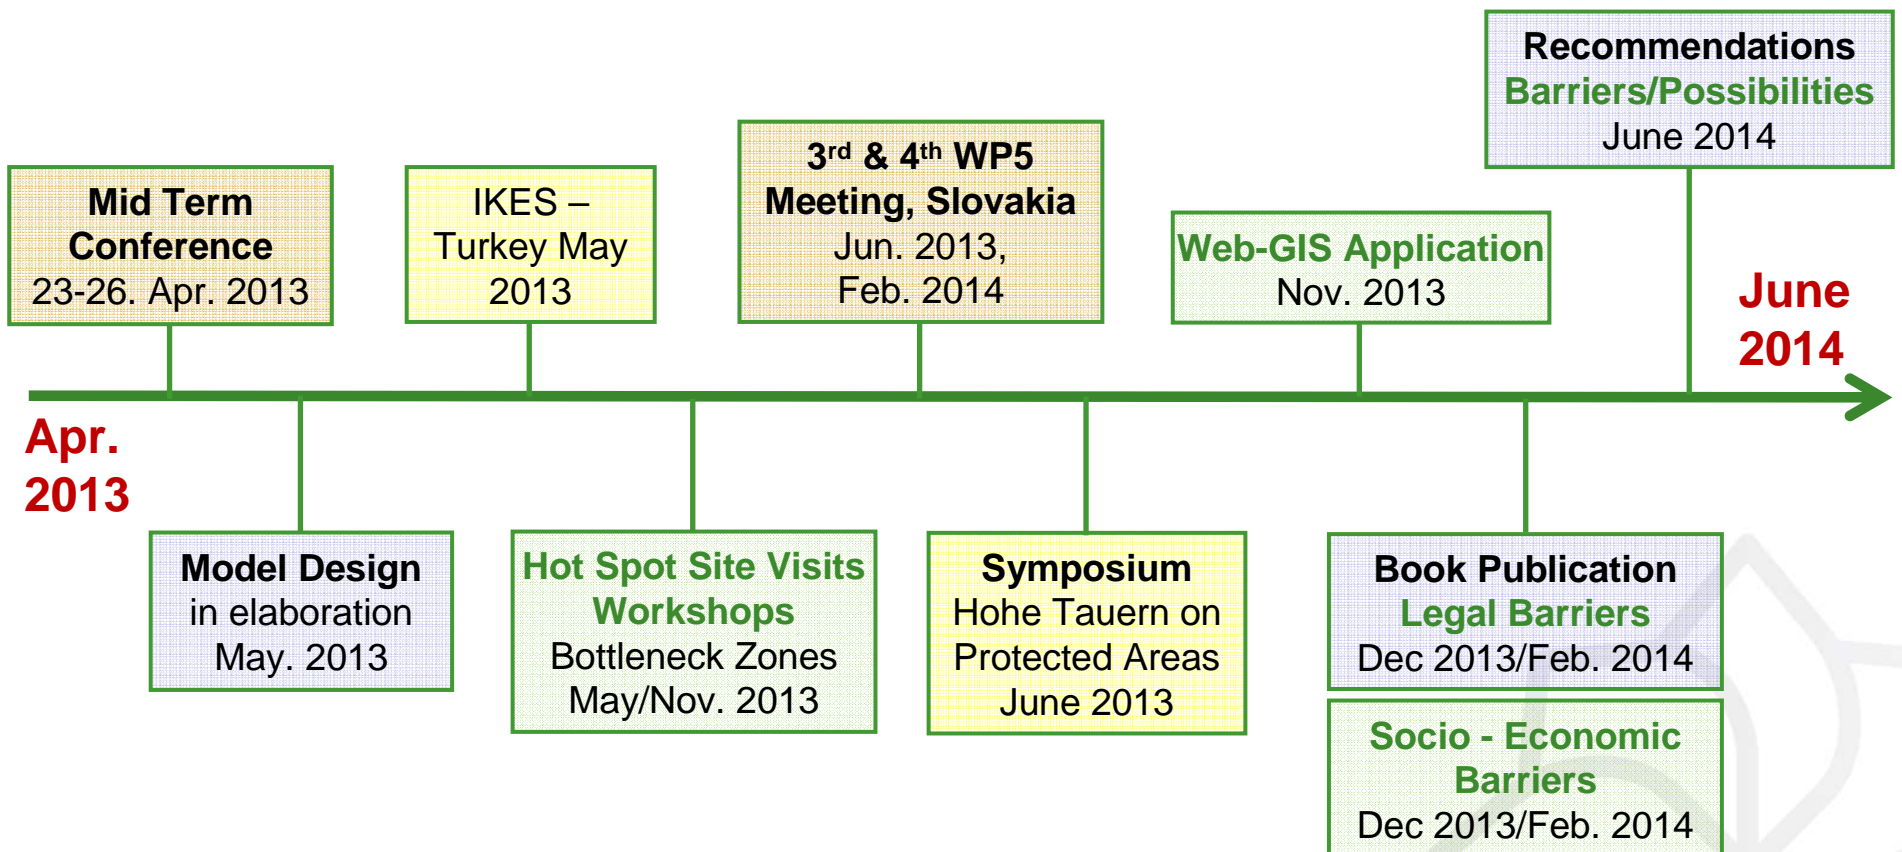 Recommendations
Barriers/Possibilities
June 2014
3rd & 4th WP5
Meeting, Slovakia
Jun. 2013,
Feb. 2014
Mid Term
Conference
23-26. Apr. 2013
IKES –
Turkey May
2013
Web-GIS Application
Nov. 2013
June
2014
Apr.
2013
Model Design
in elaboration
May. 2013
Hot Spot Site Visits
Workshops
Bottleneck Zones
May/Nov. 2013
Symposium
Hohe Tauern on
Protected Areas
June 2013
Book Publication
Legal Barriers
Dec 2013/Feb. 2014
Socio - Economic
Barriers
Dec 2013/Feb. 2014